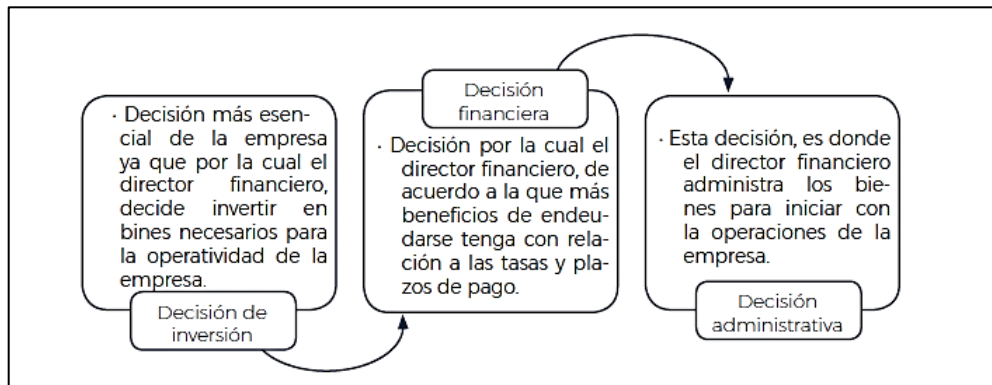 · Decisión más esen-
cial de la empresa
ya que por la cual el
director financiero,
decide invertir en
bines necesarios para
la operatividad de la
empresa.
Decisión de
inversión
Decisión
financiera
· Decisión por la cual el
director financiero, de
acuerdo a la que más
beneficios de endeu-
darse tenga con rela-
ción a las tasas y pla-
zos de pago.
· Esta decisión, es donde
el director financiero
administra los bie-
nes para iniciar con
la operaciones de la
empresa.
Decisión
administrativa